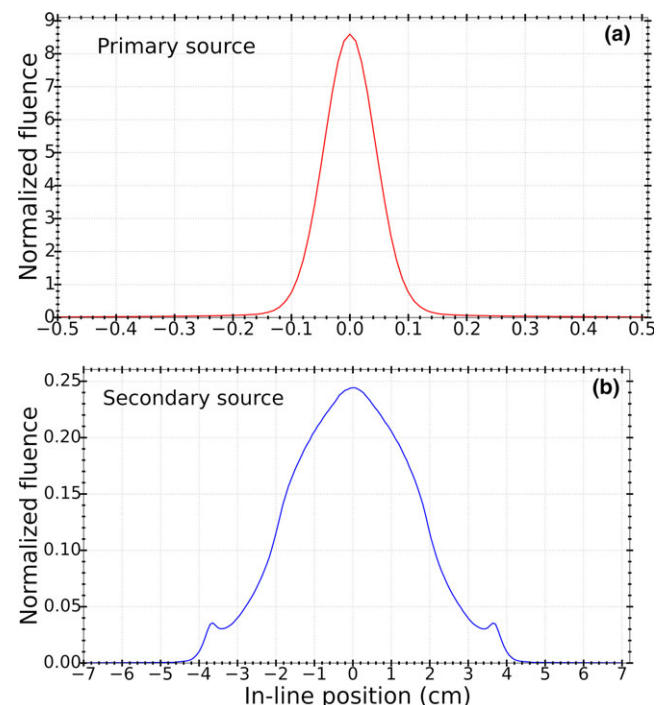 (a)
Primary source
Normalized fluence
9
8
7
6
5
4
3
2
1
0
−0.5 −0.4 −0.3 −0.2 −0.1 0.0 0.1 0.2 0.3 0.4 0.5
(b)
Secondary source
Normalized fluence
0.25
0.20
0.15
0.10
0.05
0.00
−7 −6 −5 −4 −3 −2 −1 0 1 2 3 4 5 6 7
In-line position (cm)